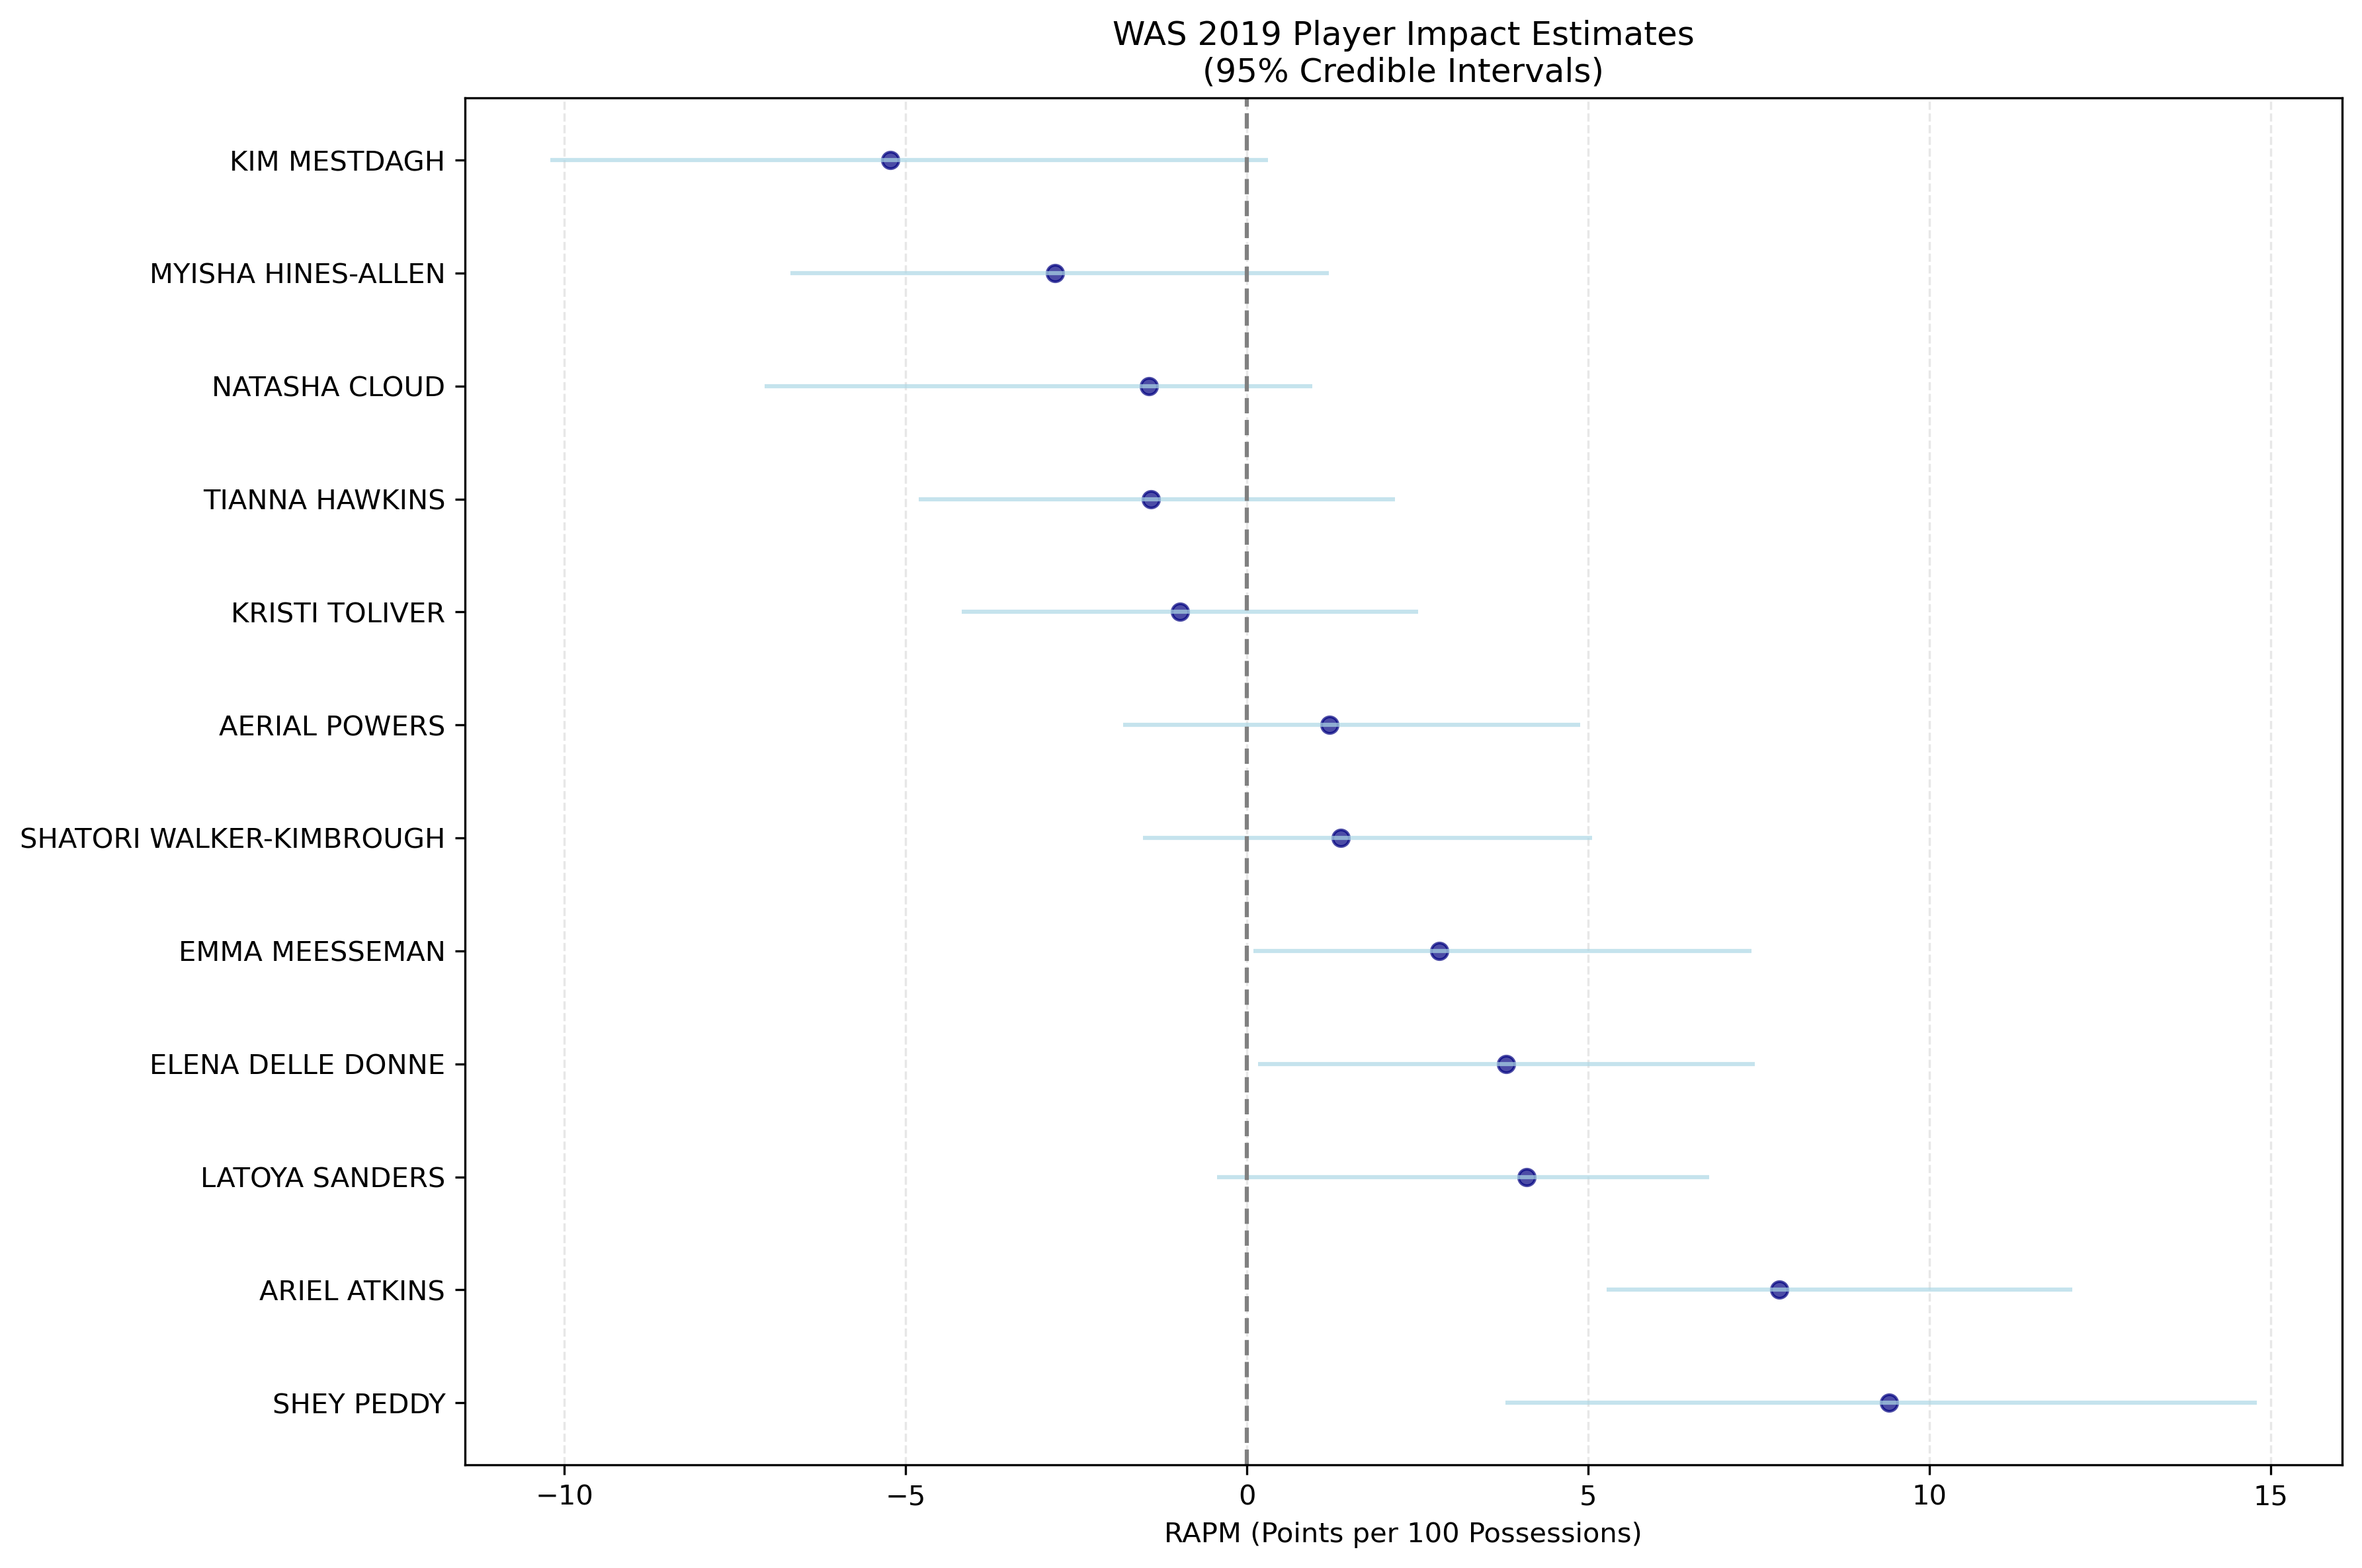 WAS 2019 Player Impact Estimates
(95% Credible Intervals)
KIM MESTDAGH
MYISHA HINES-ALLEN
NATASHA CLOUD
TIANNA HAWKINS
KRISTI TOLIVER
AERIAL POWERS
SHATORI WALKER-KIMBROUGH
EMMA MEESSEMAN
ELENA DELLE DONNE
LATOYA SANDERS
ARIEL ATKINS
SHEY PEDDY
−10 −5 0 5 10 15
RAPM (Points per 100 Possessions)